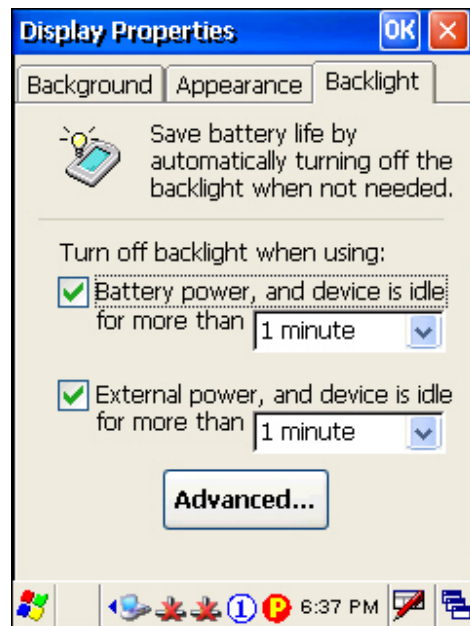 Display Properties OK
Background Appearance Backlight
Save battery life by
automatically turning off the
backlight when not needed.
Turn off backlight when using:
Battery power, and device is idle
for more than 1 minute
External power, and device is idle
for more than 1 minute
Advanced...
1 P 6:37 PM